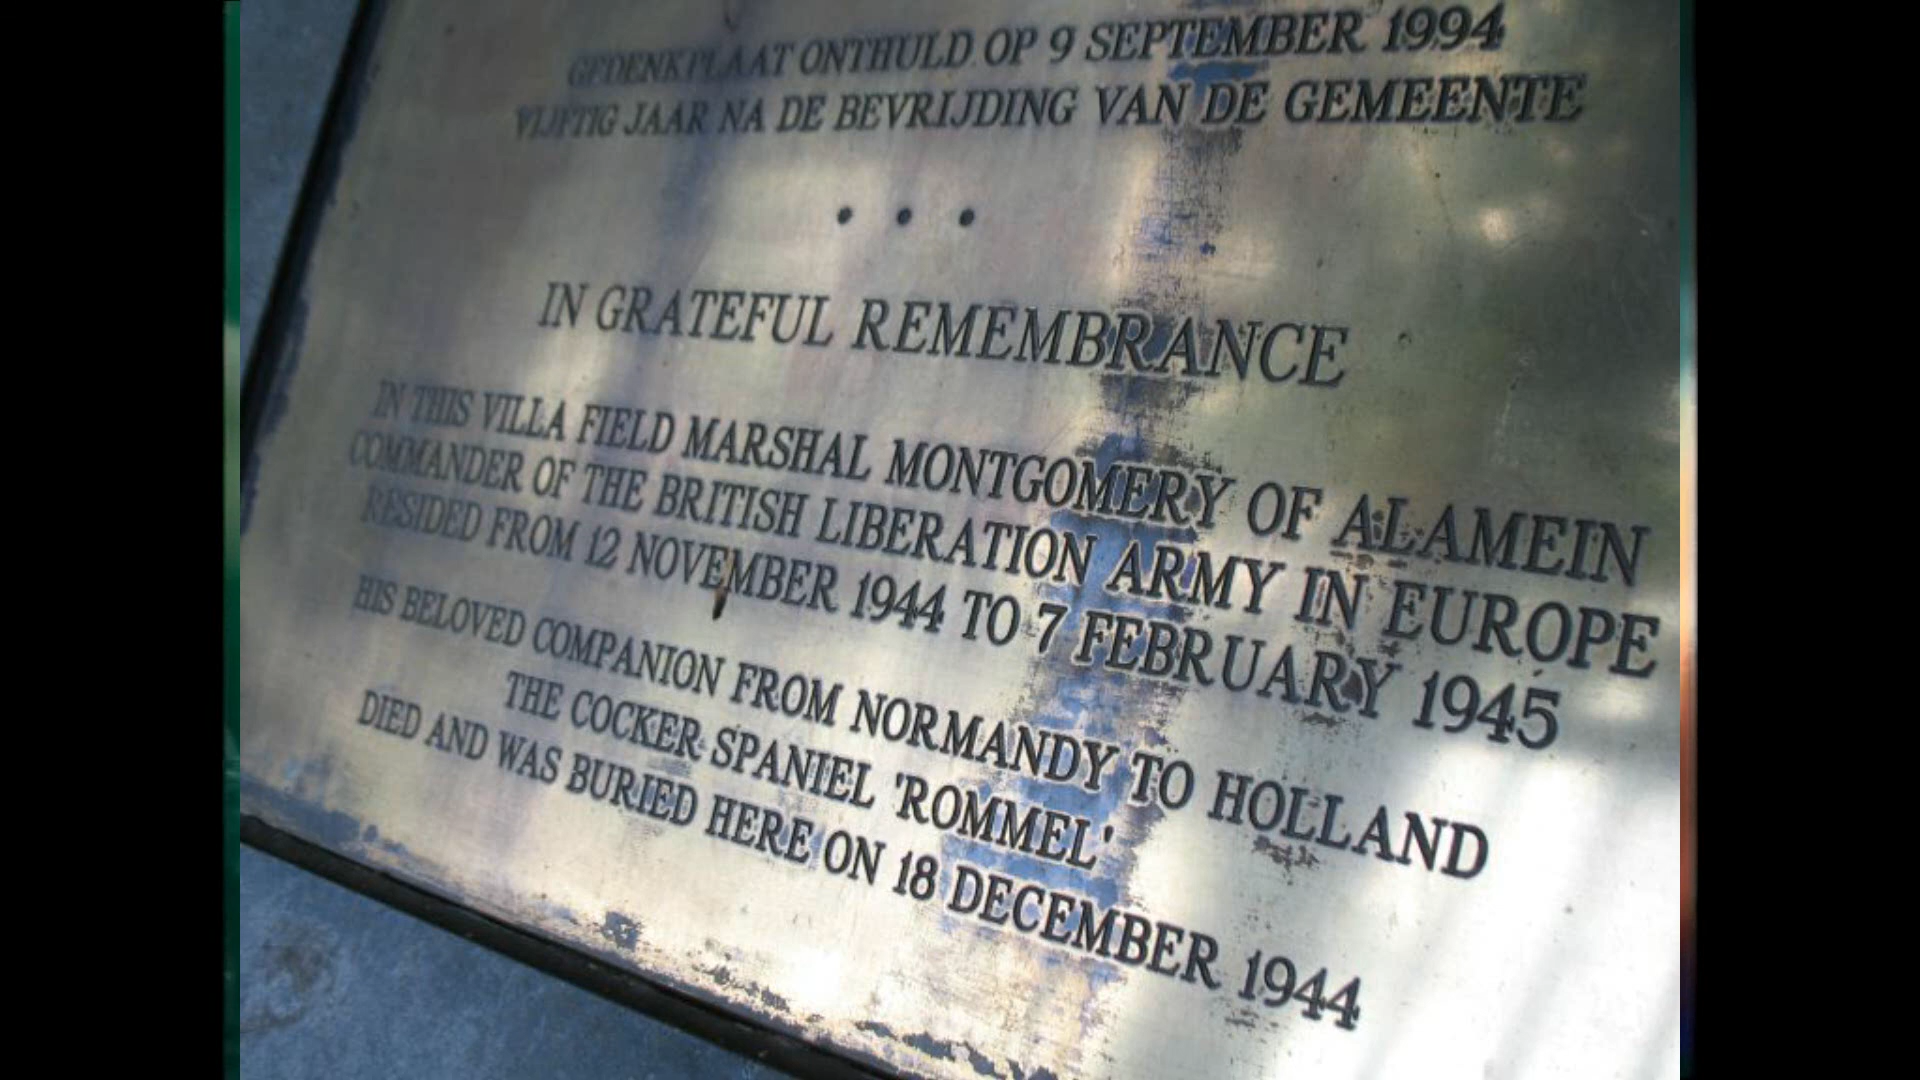 GEDENKPLAAT ONTHULD OP 9 SEPTEMBER 1994
VIJFTIG JAAR NA DE BEVRIJDING VAN DE GEMEENTE
• • •
IN GRATEFUL REMEMBRANCE
IN THIS VILLA FIELD MARSHAL MONTGOMERY OF ALAMEIN
COMMANDER OF THE BRITISH LIBERATION ARMY IN EUROPE
RESIDED FROM 12 NOVEMBER 1944 TO 7 FEBRUARY 1945
HIS BELOVED COMPANION FROM NORMANDY TO HOLLAND
THE COCKER SPANIEL 'ROMMEL'
DIED AND WAS BURIED HERE ON 18 DECEMBER 1944